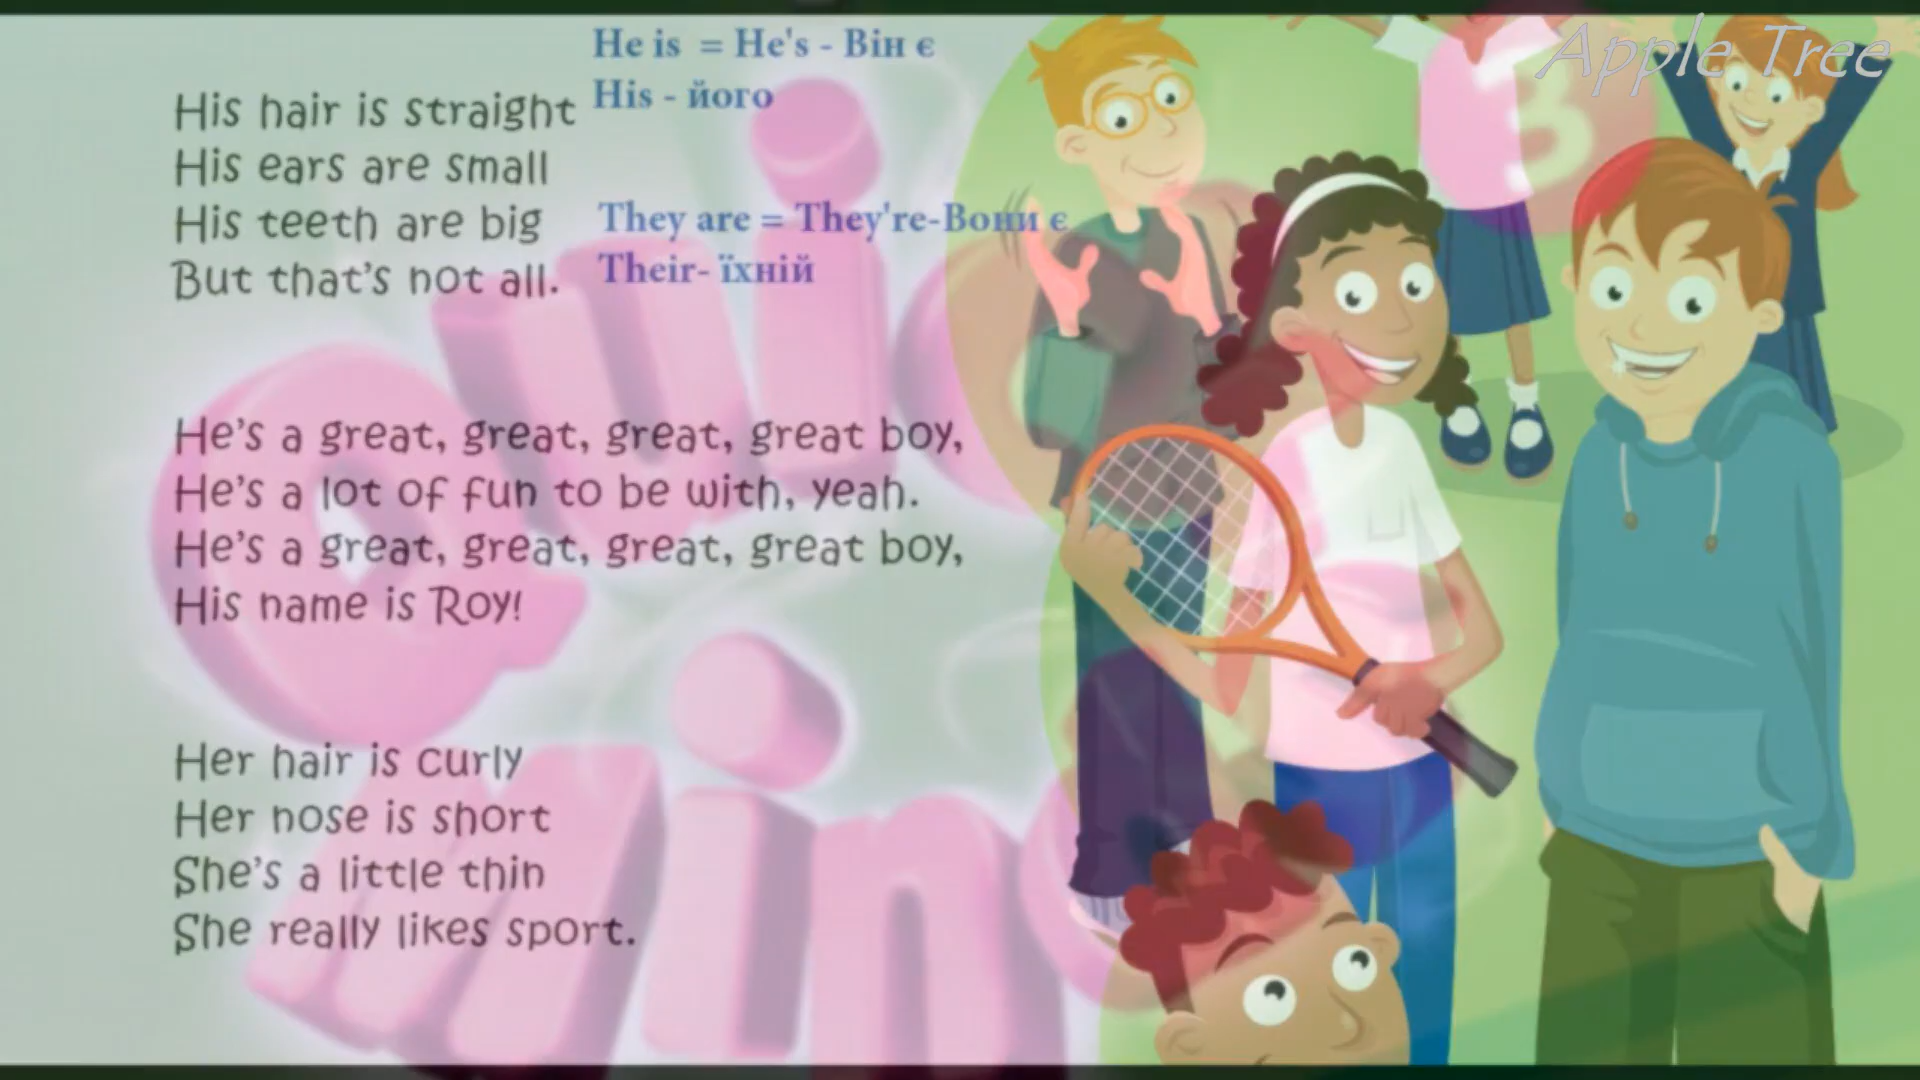 He is = He's - Він є
His - його
His hair is straight
His ears are small
His teeth are big
But that's not all.
They are = They're-Вони є
Their- їхній
He's a great, great, great, great boy,
He's a lot of fun to be with, yeah.
He's a great, great, great, great boy,
His name is Roy!
Her hair is curly
Her nose is short
She's a little thin
She really likes sport.
Apple Tree
3